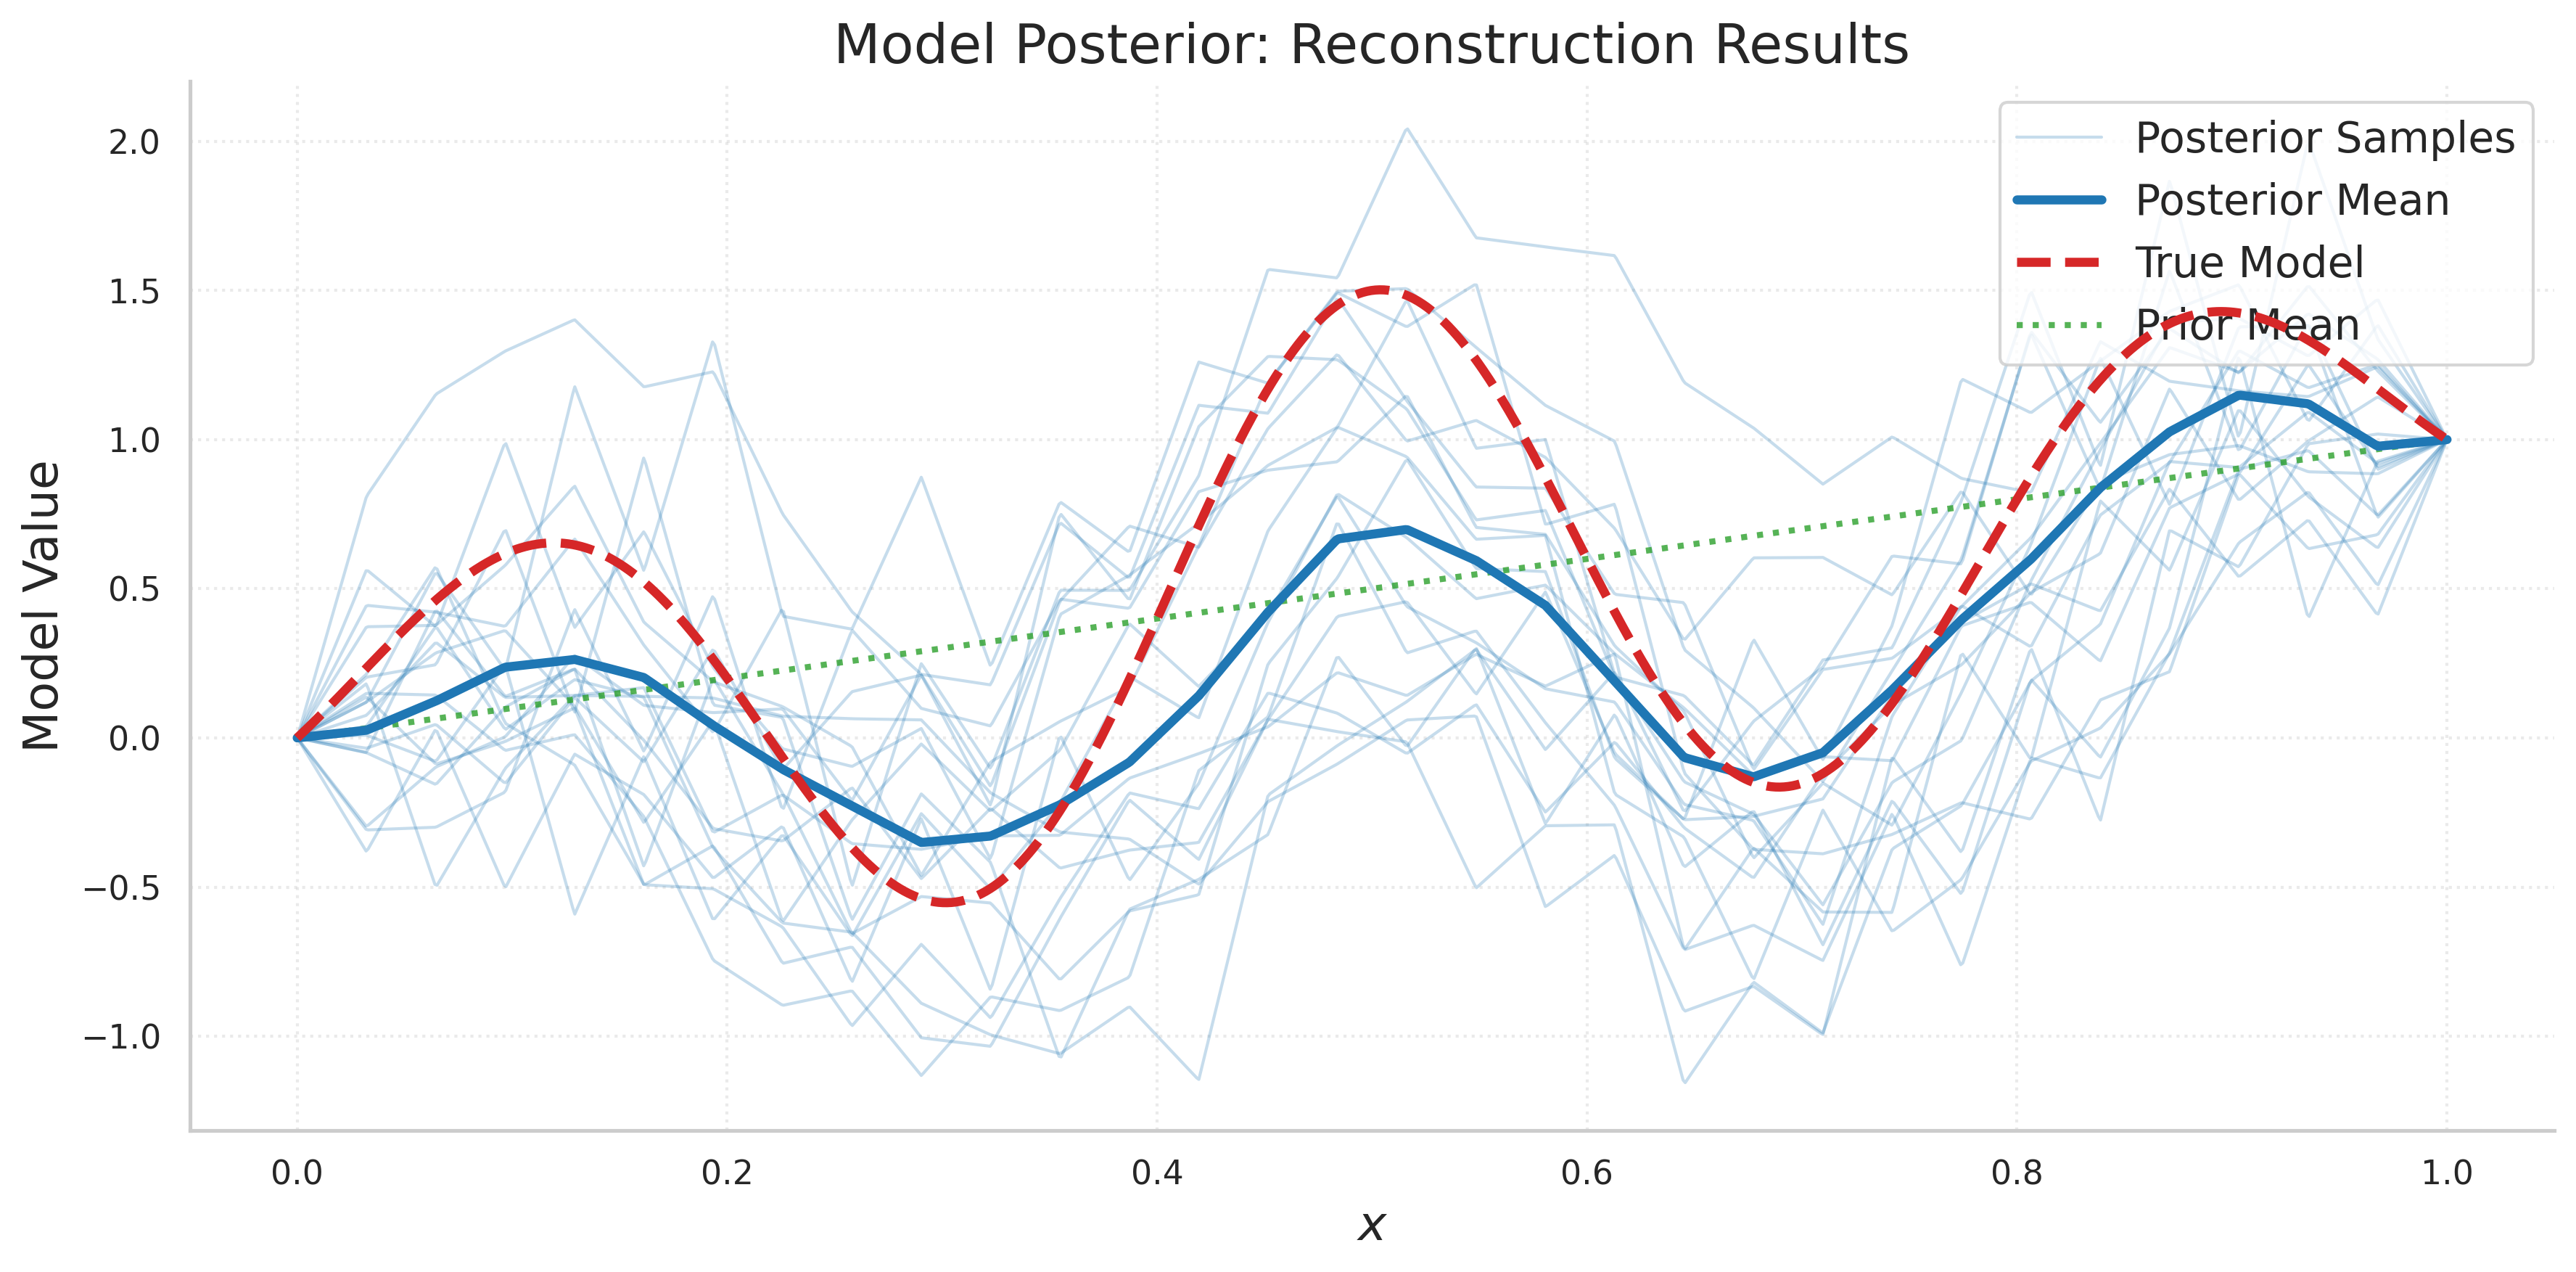 Model Posterior: Reconstruction Results
Posterior Samples
Posterior Mean
True Model
Prior Mean
Model Value
2.0
1.5
1.0
0.5
0.0
−0.5
−1.0
0.0 0.2 0.4 0.6 0.8 1.0
x